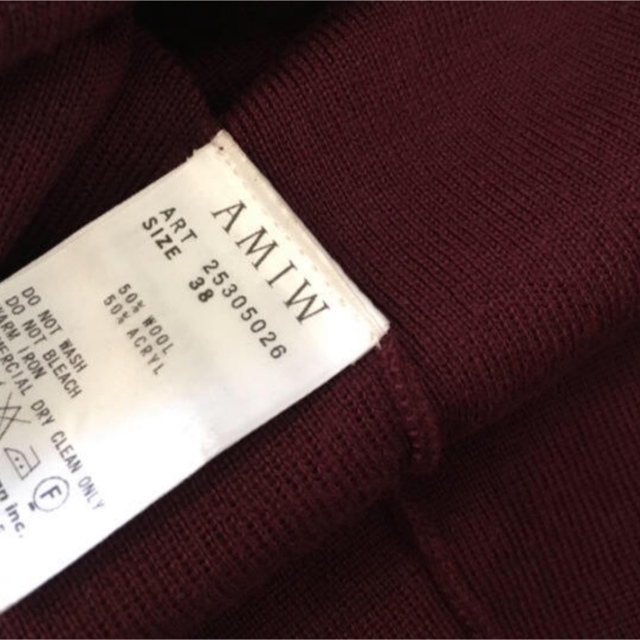 AMIW
ART 25305026
SIZE 38
50% WOOL
50% ACRYL
DO NOT WASH
DO NOT BLEACH
WARM IRON
DRY CLEAN ONLY
F
Inc.